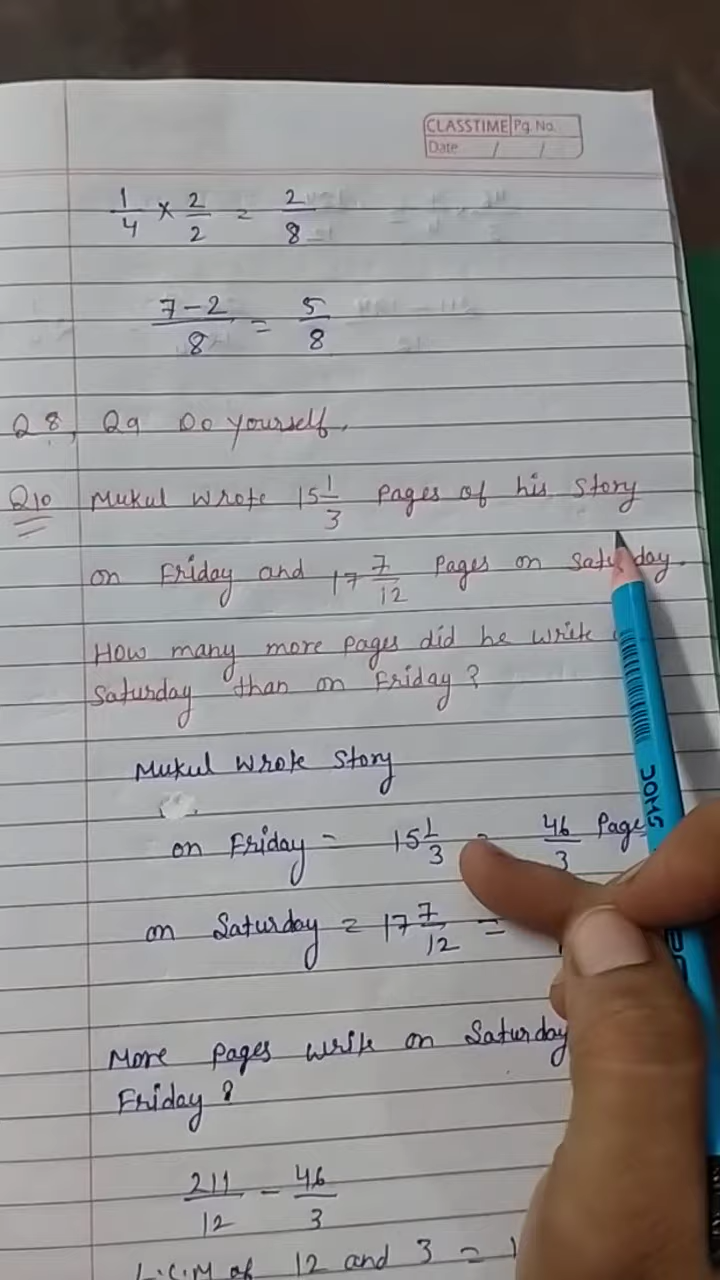 CLASSTIME Pg. No.
Date / /
1/4 × 2/2 = 2/8
7-2/8 = 5/8
Q8, Q9 Do yourself.
Q10 Mukul wrote 15 1/3 Pages of his Story
on Friday and 17 7/12 Pages on Saturday.
How many more pages did he write
Saturday than on Friday?
Mukul wrote Story
on Friday = 15 1/3 = 46/3 Page
on Saturday = 17 7/12 =
More pages write on Saturday
Friday?
211/12 - 46/3
L.C.M of 12 and 3 = 1
DOMS